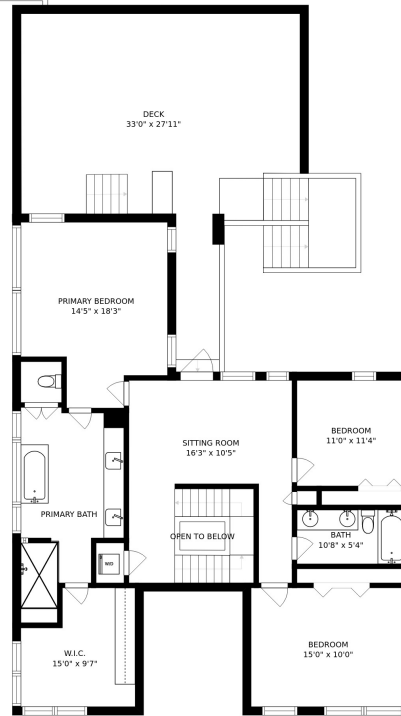 DECK
33'0" x 27'11"
PRIMARY BEDROOM
14'5" x 18'3"
SITTING ROOM
16'3" x 10'5"
BEDROOM
11'0" x 11'4"
PRIMARY BATH
OPEN TO BELOW
BATH
10'8" x 5'4"
W/D
W.I.C.
15'0" x 9'7"
BEDROOM
15'0" x 10'0"